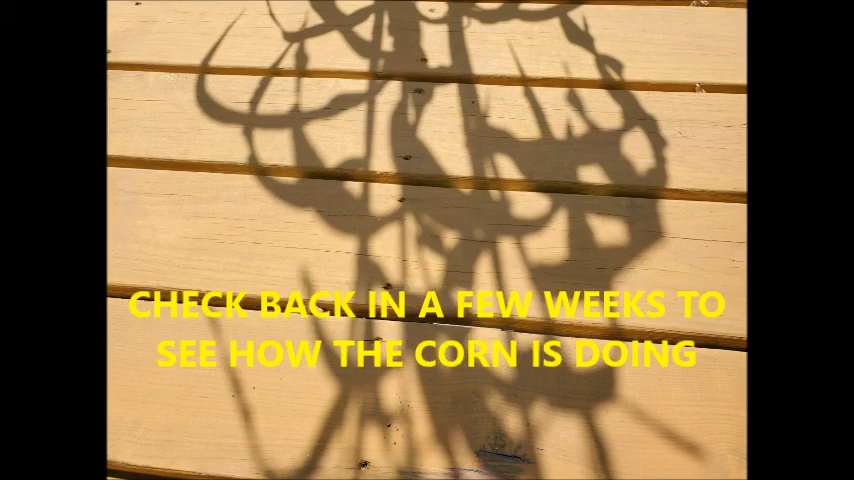 CHECK BACK IN A FEW WEEKS TO
SEE HOW THE CORN IS DOING